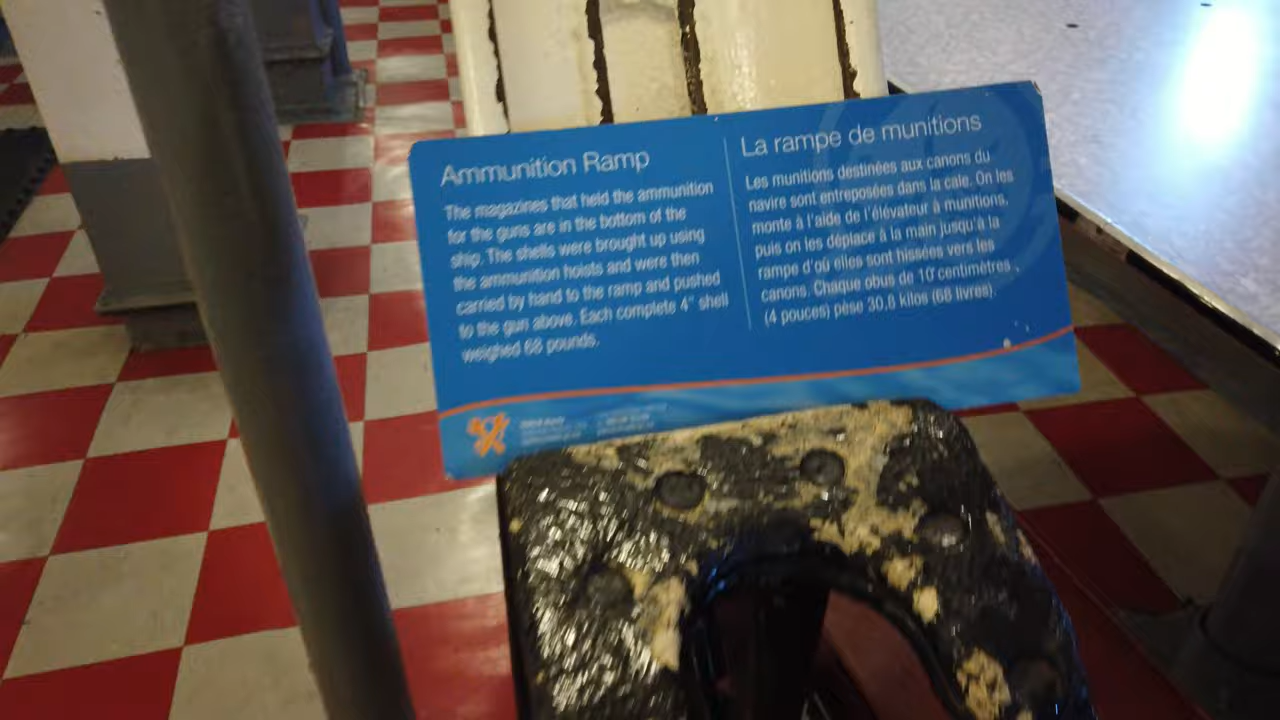 Ammunition Ramp
The magazines that held the ammunition
for the guns are in the bottom of the
ship. The shells were brought up using
the ammunition hoists and were then
carried by hand to the ramp and pushed
to the gun above. Each complete 4" shell
weighed 68 pounds.
La rampe de munitions
Les munitions destinées aux canons du
navire sont entreposées dans la cale. On les
monte à l'aide de l'élévateur à munitions,
puis on les déplace à la main jusqu'à la
rampe d'où elles sont hissées vers les
canons. Chaque obus de 10 centimètres
(4 pouces) pèse 30,8 kilos (68 livres).